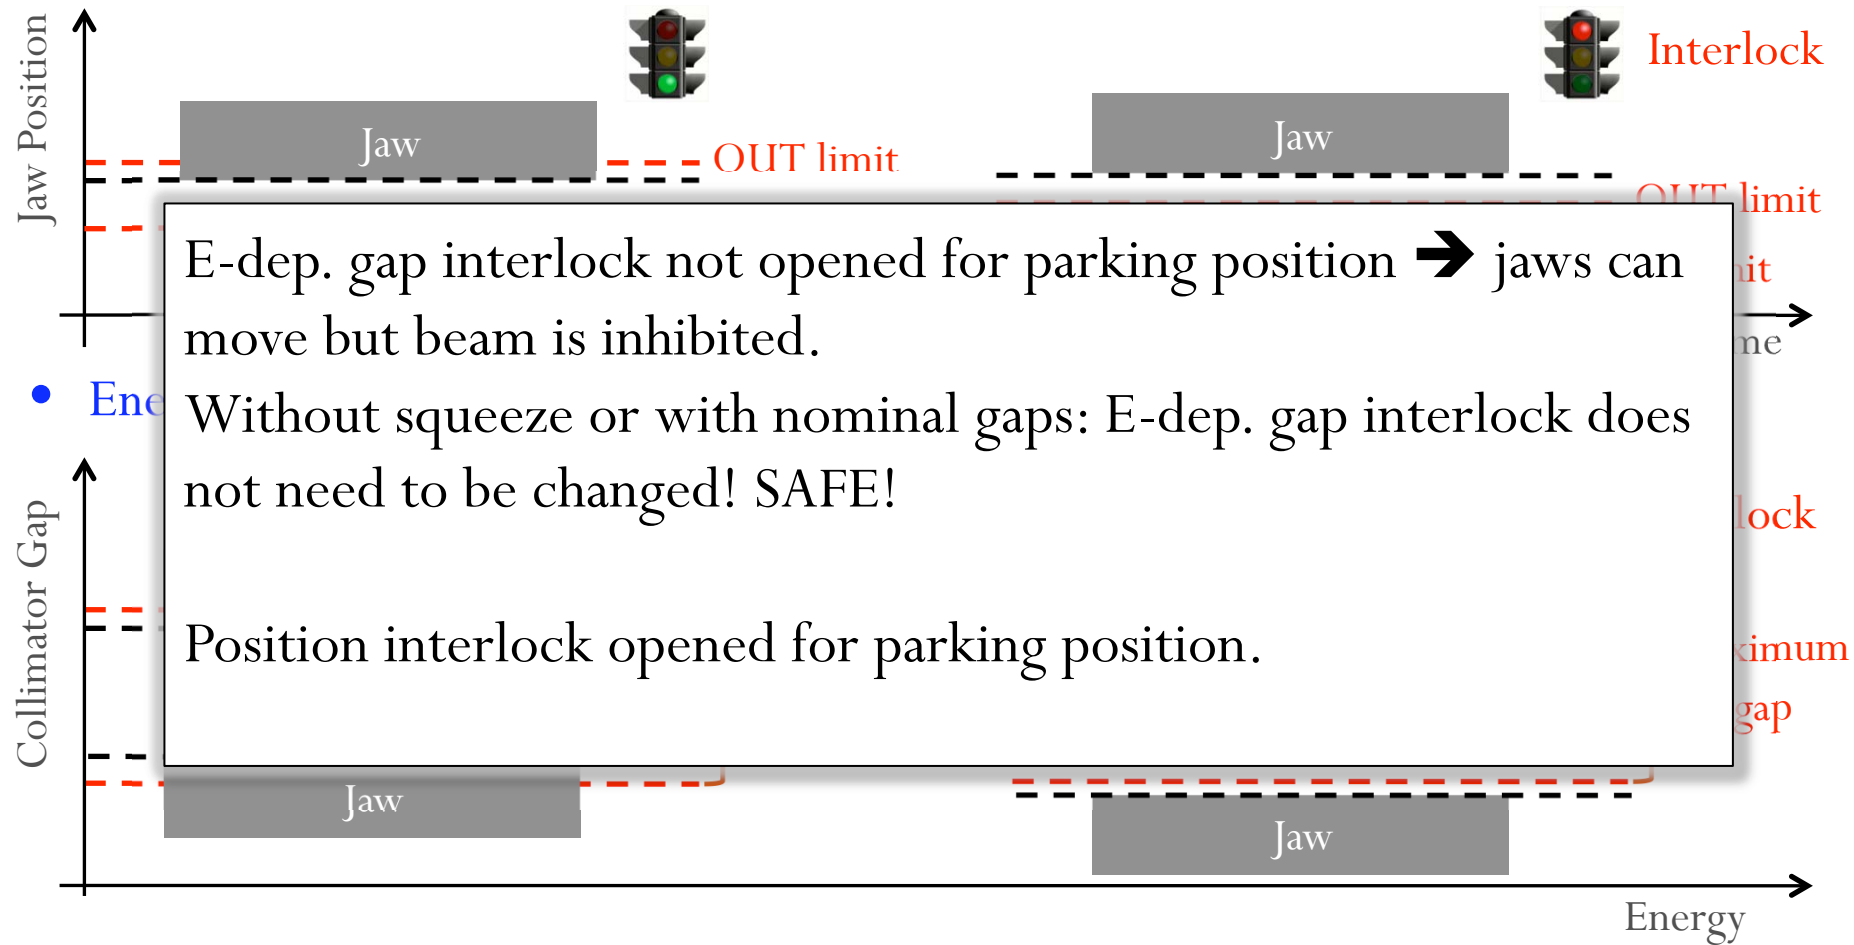 Jaw Position
Interlock
Jaw
OUT limit
Jaw
OUT limit
E-dep. gap interlock not opened for parking position ➔ jaws can
move but beam is inhibited.
Without squeeze or with nominal gaps: E-dep. gap interlock does
not need to be changed! SAFE!
Position interlock opened for parking position.
Collimator Gap
gap
Jaw
Jaw
Energy